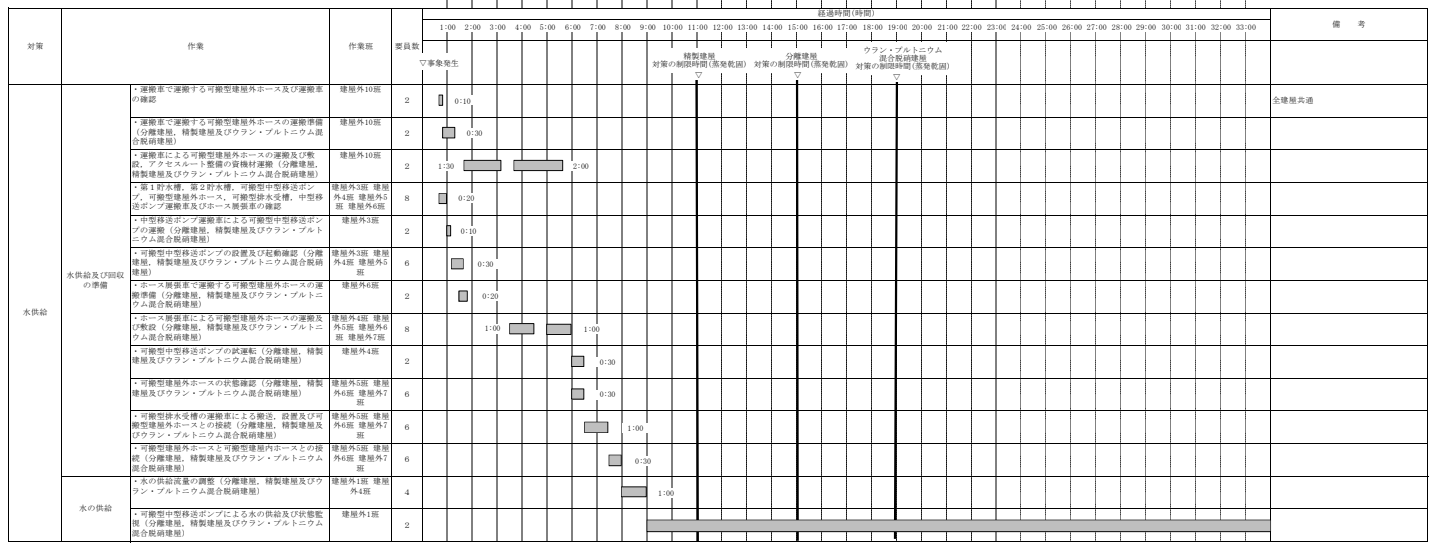 経過時間(時間)
対策 作業 作業班 要員数 備 考
1:00 2:00 3:00 4:00 5:00 6:00 7:00 8:00 9:00 10:00 11:00 12:00 13:00 14:00 15:00 16:00 17:00 18:00 19:00 20:00 21:00 22:00 23:00 24:00 25:00 26:00 27:00 28:00 29:00 30:00 31:00 32:00 33:00
▽事象発生
精製建屋
対策の制限時間(蒸発乾固)
▽
分離建屋
対策の制限時間(蒸発乾固)
▽
ウラン・プルトニウム
混合脱硝建屋
対策の制限時間(蒸発乾固)
▽
水供給
水供給及び回収
の準備
・運搬車で運搬する可搬型建屋外ホース及び運搬車
の確認
建屋外10班
2
0:10
全建屋共通
・運搬車で運搬する可搬型建屋外ホースの運搬準備
(分離建屋,精製建屋及びウラン・プルトニウム混
合脱硝建屋)
建屋外10班
2
0:30
・運搬車による可搬型建屋外ホースの運搬及び敷
設,アクセスルート整備の資機材運搬(分離建屋,
精製建屋及びウラン・プルトニウム混合脱硝建屋)
建屋外10班
2
1:30 2:00
・第1貯水槽,第2貯水槽,可搬型中型移送ポン
プ,可搬型建屋外ホース,可搬型排水受槽,中型移
送ポンプ運搬車及びホース展張車の確認
建屋外3班 建屋
外4班 建屋外5
班 建屋外6班
8
0:20
・中型移送ポンプ運搬車による可搬型中型移送ポン
プの運搬(分離建屋,精製建屋及びウラン・プルト
ニウム混合脱硝建屋)
建屋外3班
2
0:10
・可搬型中型移送ポンプの設置及び起動確認(分離
建屋,精製建屋及びウラン・プルトニウム混合脱硝
建屋)
建屋外3班 建屋
外4班 建屋外5
班
6
0:30
・ホース展張車で運搬する可搬型建屋外ホースの運
搬準備(分離建屋,精製建屋及びウラン・プルトニ
ウム混合脱硝建屋)
建屋外6班
2
0:20
・ホース展張車による可搬型建屋外ホースの運搬及
び敷設(分離建屋,精製建屋及びウラン・プルトニ
ウム混合脱硝建屋)
建屋外4班 建屋
外5班 建屋外6
班 建屋外7班
8
1:00 1:00
・可搬型中型移送ポンプの試運転(分離建屋,精製
建屋及びウラン・プルトニウム混合脱硝建屋)
建屋外4班
2
0:30
・可搬型建屋外ホースの状態確認(分離建屋,精製
建屋及びウラン・プルトニウム混合脱硝建屋)
建屋外5班 建屋
外6班 建屋外7
班
6
0:30
・可搬型排水受槽の運搬車による搬送,設置及び可
搬型建屋外ホースとの接続(分離建屋,精製建屋及
びウラン・プルトニウム混合脱硝建屋)
建屋外5班 建屋
外6班 建屋外7
班
6
1:00
・可搬型建屋外ホースと可搬型建屋内ホースとの接
続(分離建屋,精製建屋及びウラン・プルトニウム
混合脱硝建屋)
建屋外5班 建屋
外6班 建屋外7
班
6
0:30
水の供給
・水の供給流量の調整(分離建屋,精製建屋及びウ
ラン・プルトニウム混合脱硝建屋)
建屋外1班 建屋
外4班
4
1:00
・可搬型中型移送ポンプによる水の供給及び状態監
視(分離建屋,精製建屋及びウラン・プルトニウム
混合脱硝建屋)
建屋外1班
2